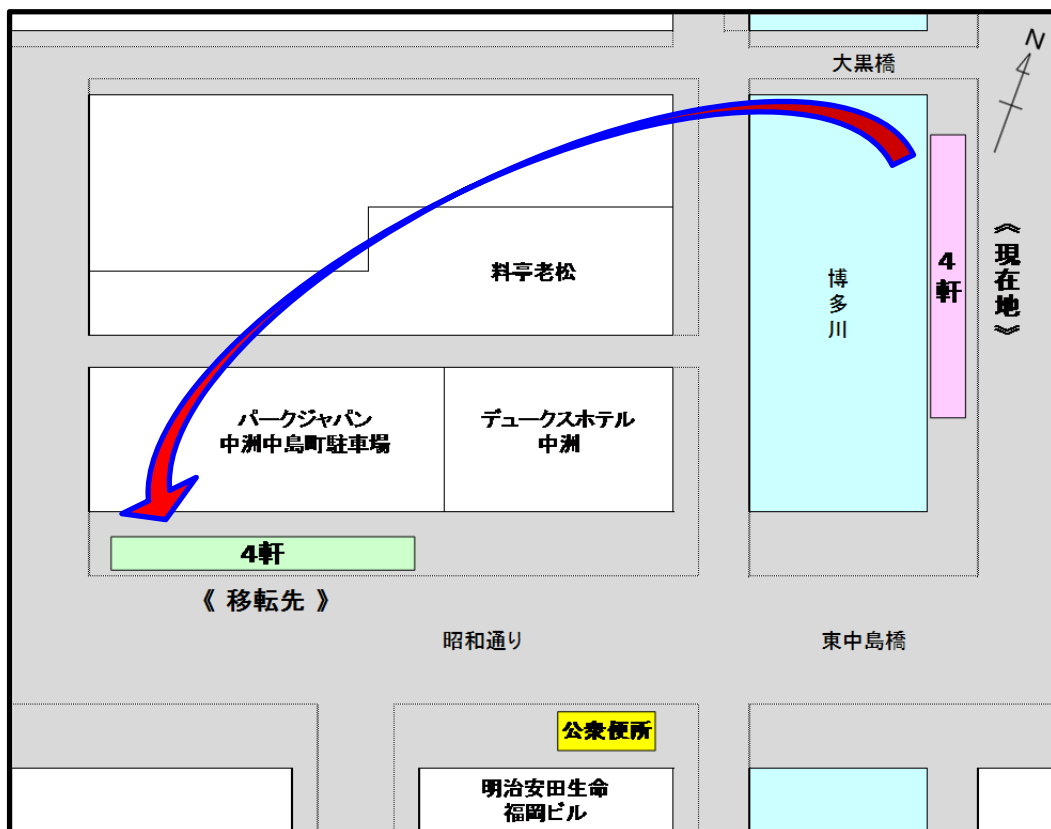 大黒橋
N
料亭老松
博多川
4軒
《現在地》
パークジャパン
中洲中島町駐車場
デュークスホテル
中洲
4軒
《 移転先 》
昭和通り
東中島橋
公衆便所
明治安田生命
福岡ビル